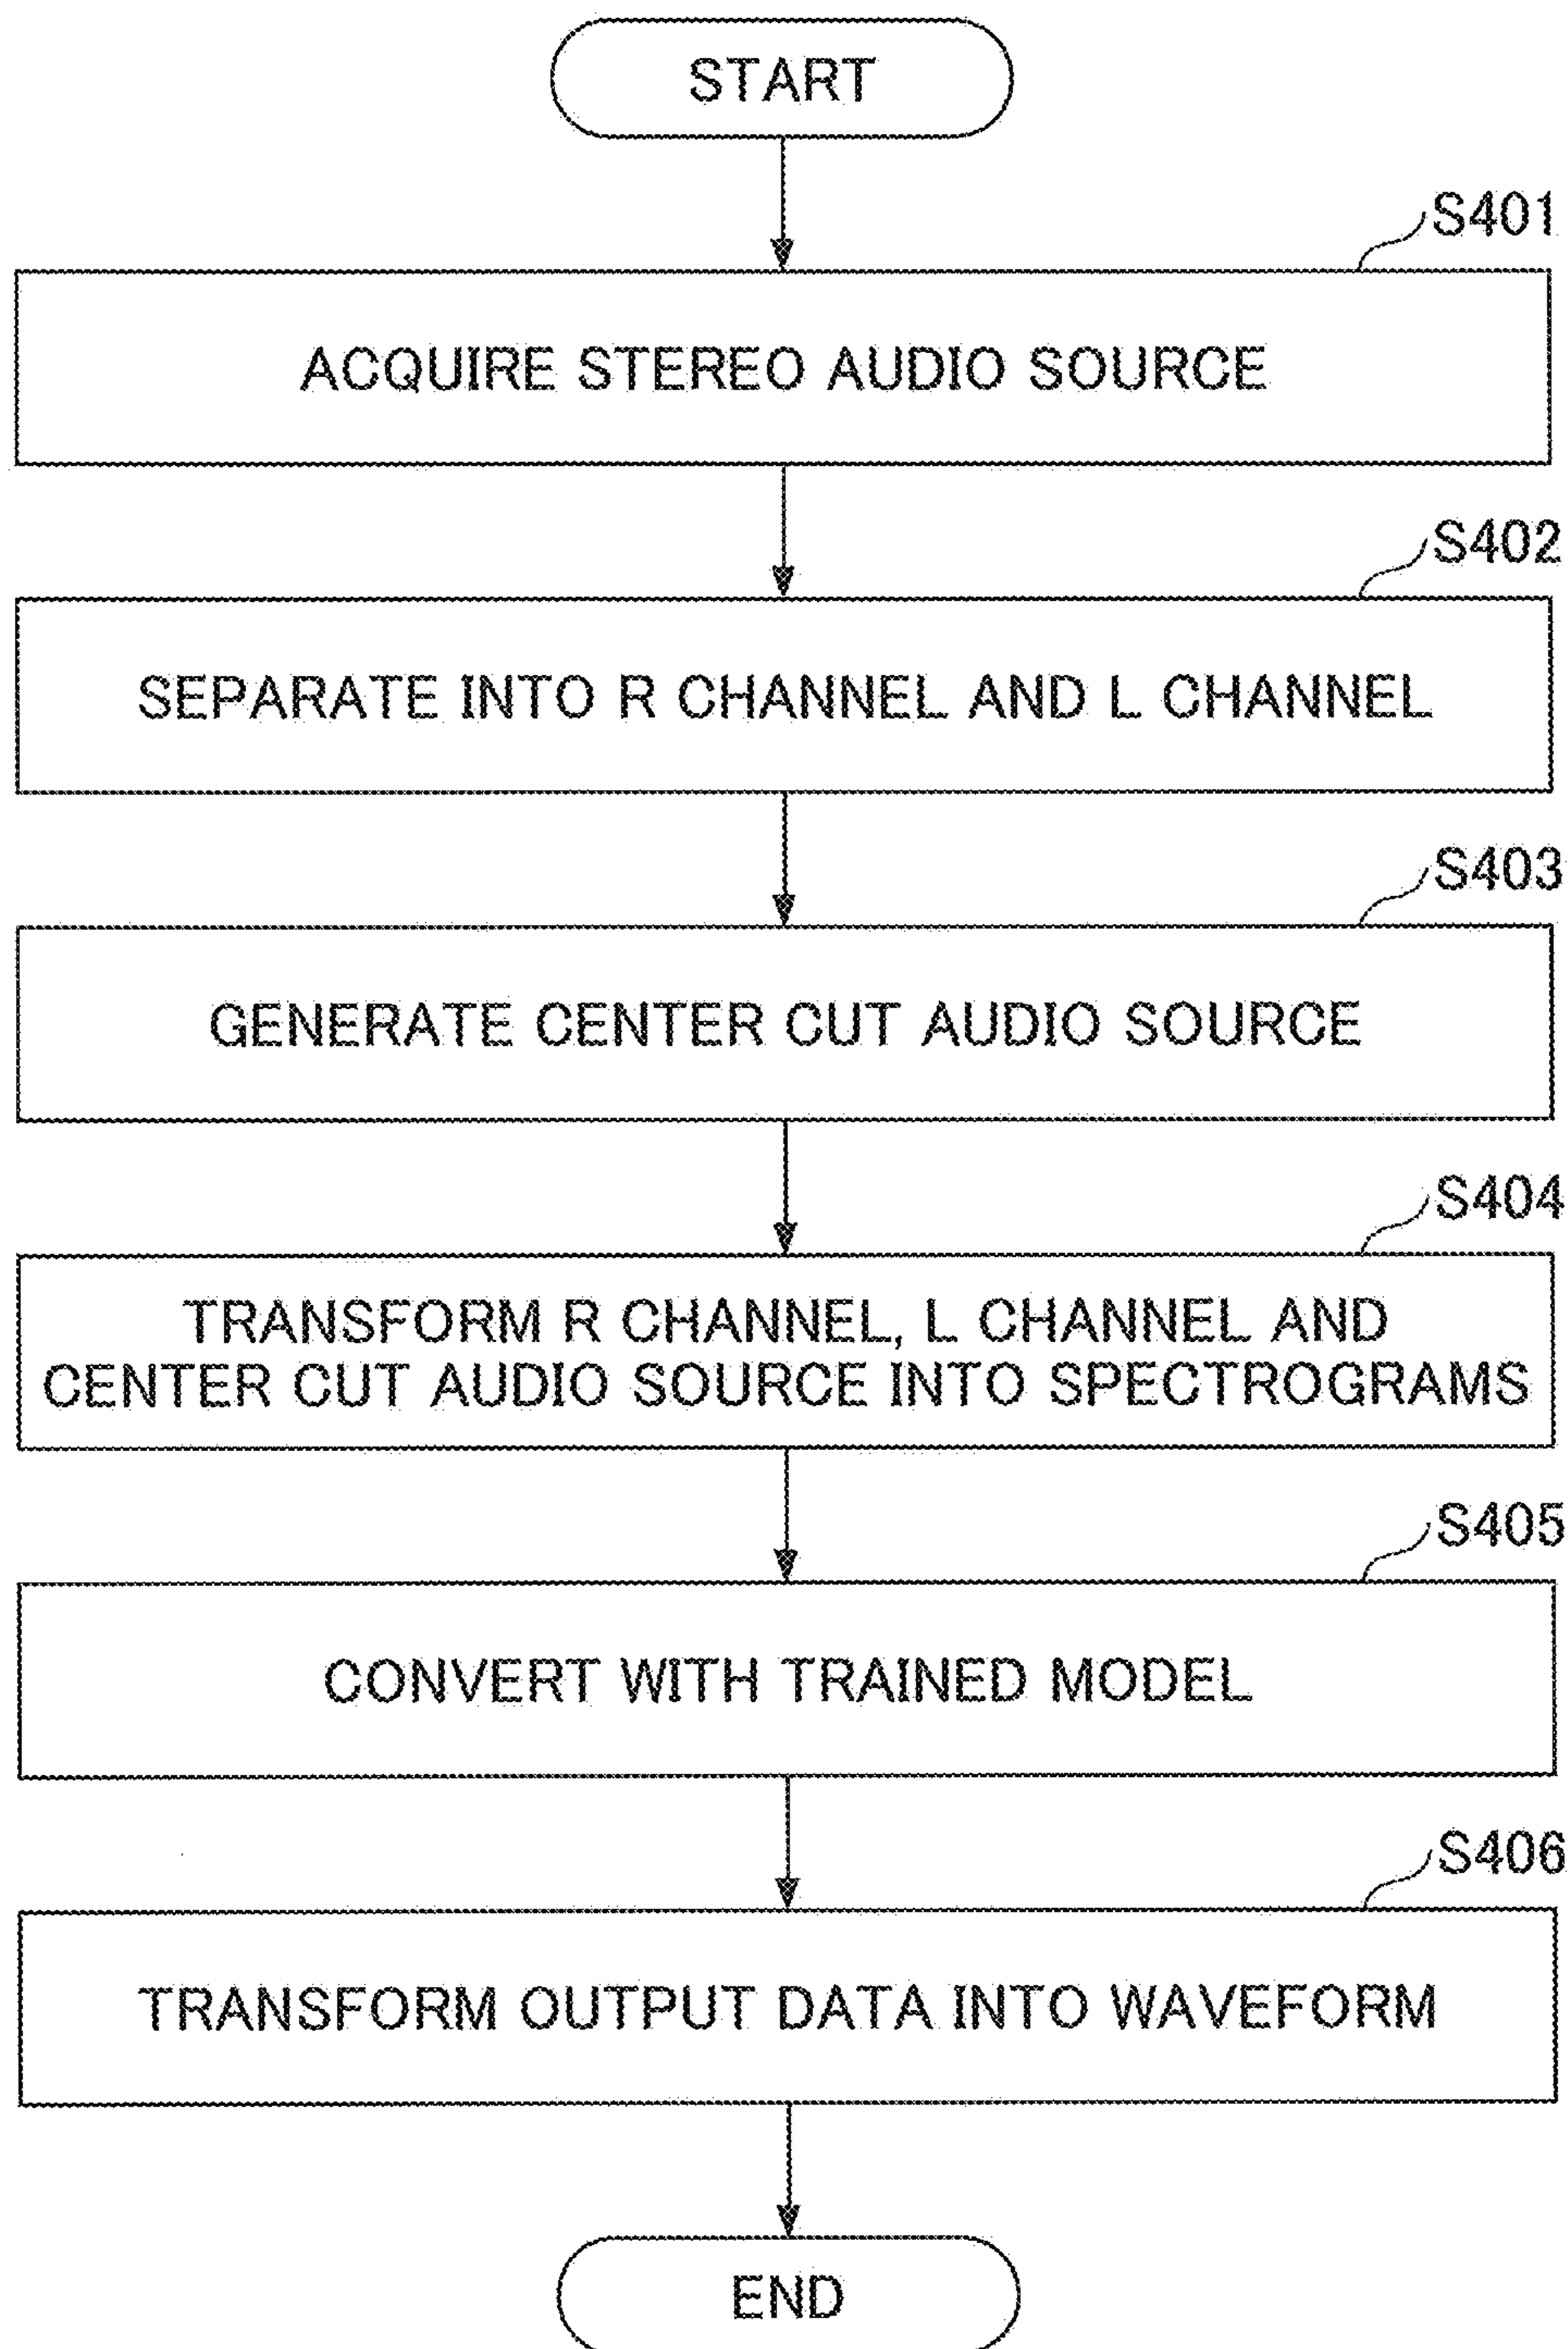 START
S401
ACQUIRE STEREO AUDIO SOURCE
S402
SEPARATE INTO R CHANNEL AND L CHANNEL
S403
GENERATE CENTER CUT AUDIO SOURCE
S404
TRANSFORM R CHANNEL, L CHANNEL AND
CENTER CUT AUDIO SOURCE INTO SPECTROGRAMS
S405
CONVERT WITH TRAINED MODEL
S406
TRANSFORM OUTPUT DATA INTO WAVEFORM
END